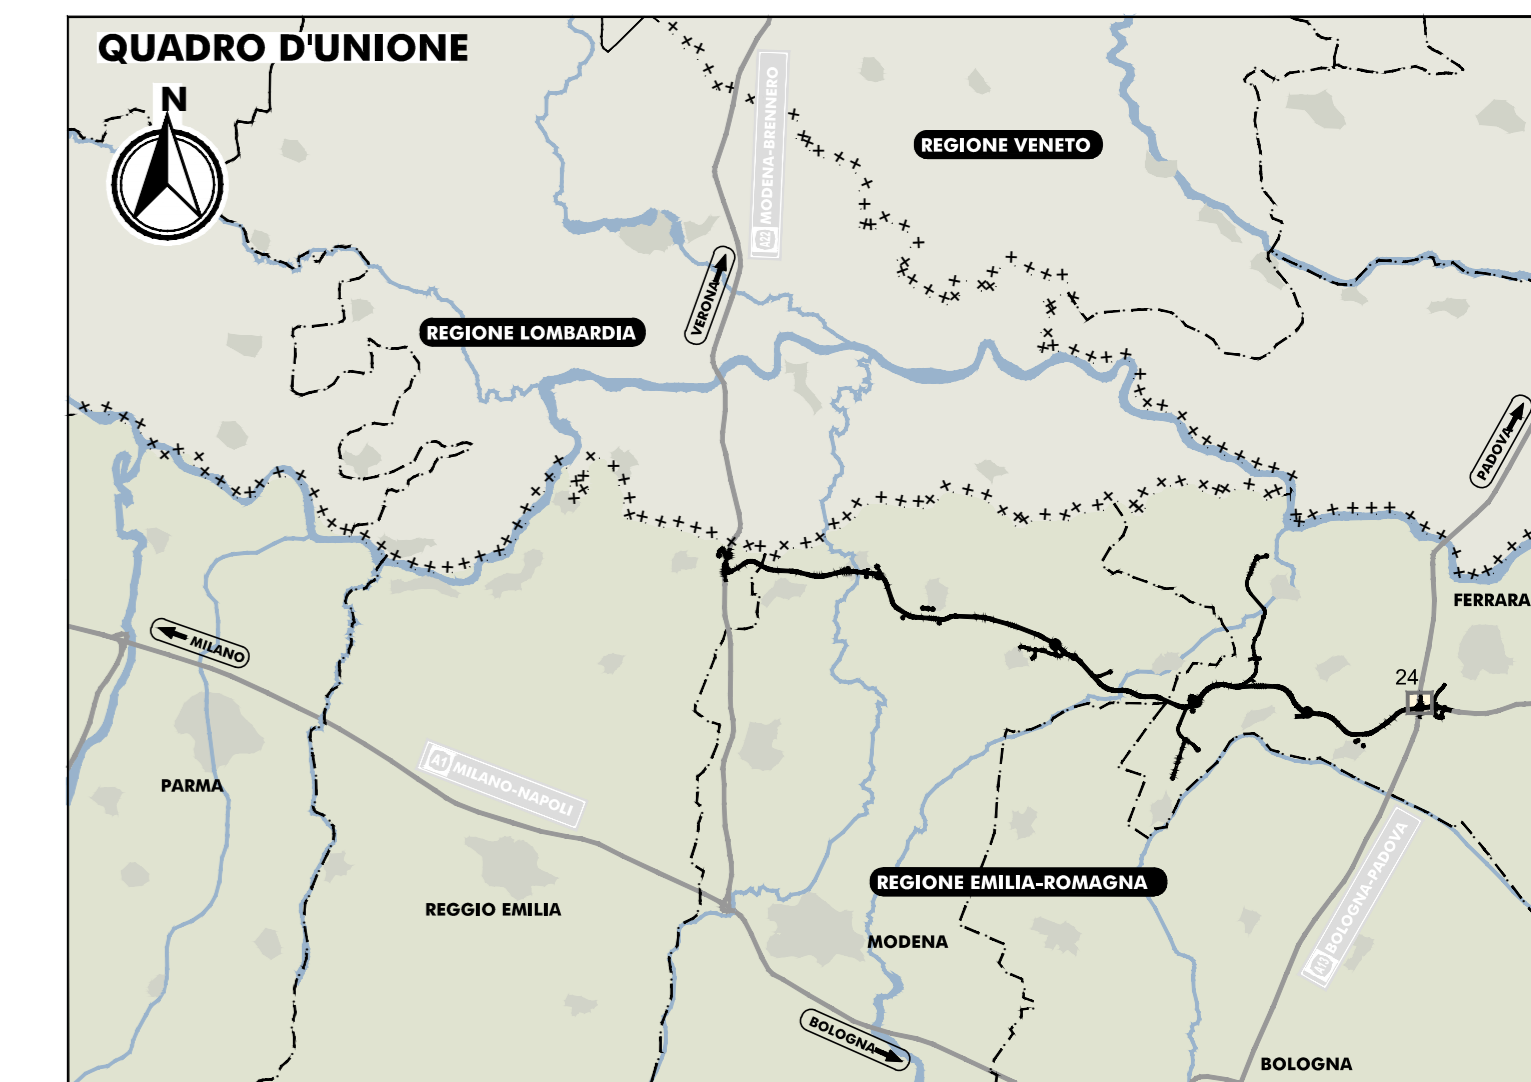 QUADRO D'UNIONE
N
A22 MODENA-BRENNERO
REGIONE VENETO
VERONA
REGIONE LOMBARDIA
PADOVA
FERRARA
MILANO
24
PARMA
A1 MILANO-NAPOLI
REGIONE EMILIA-ROMAGNA
REGGIO EMILIA
MODENA
A13 BOLOGNA-PADOVA
BOLOGNA
BOLOGNA